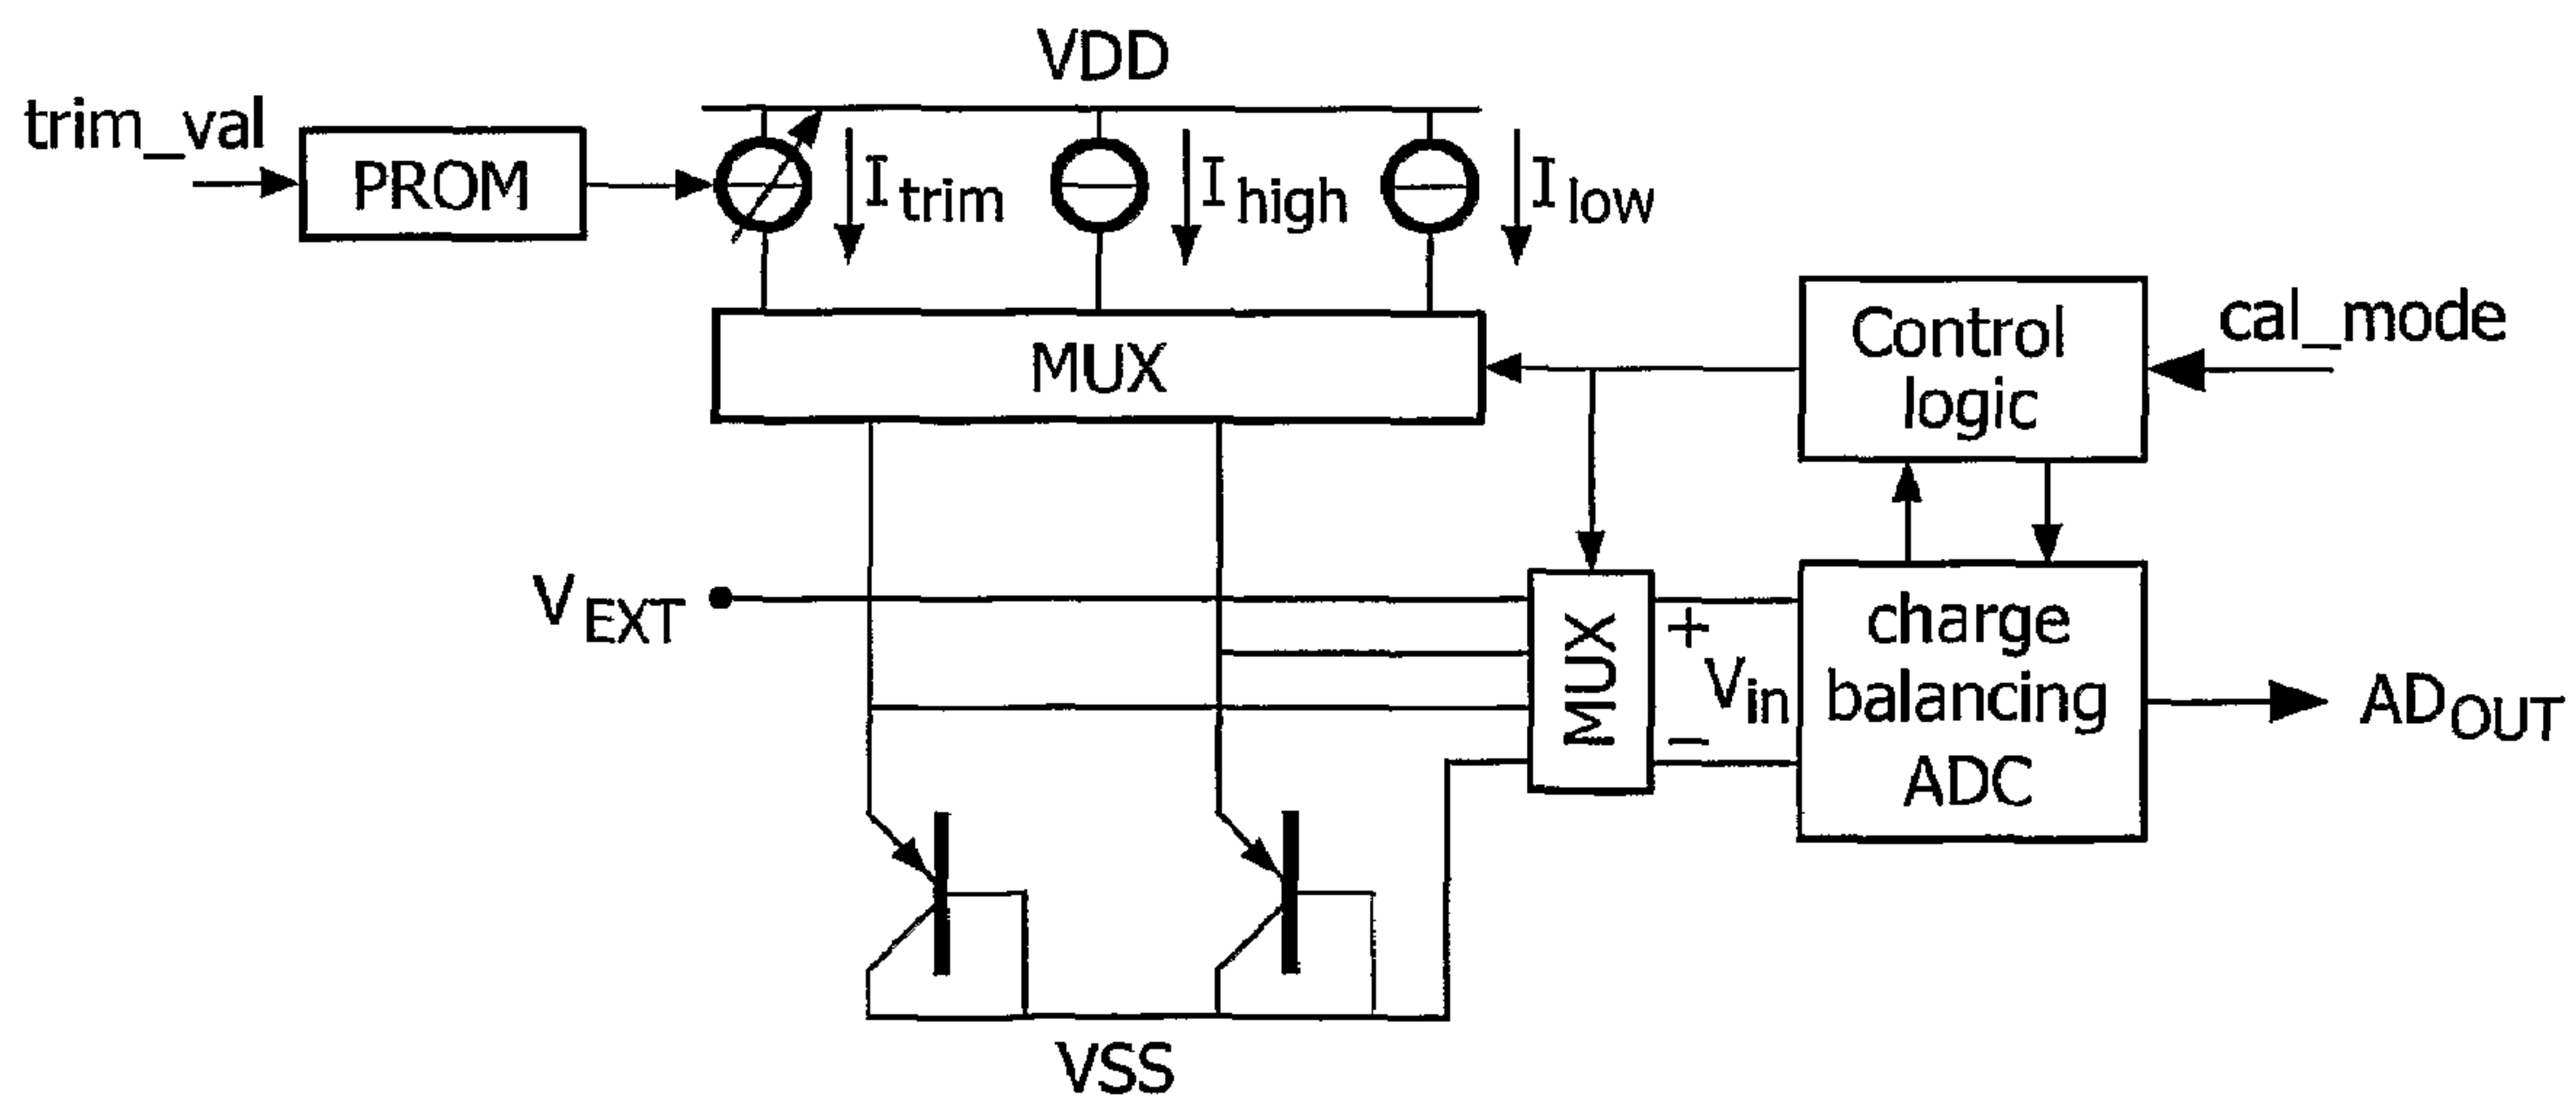 VDD
trim_val
PROM
I trim
I high
I low
MUX
Control
logic
cal_mode
V EXT
MUX
+
V in
−
charge
balancing
ADC
AD OUT
VSS